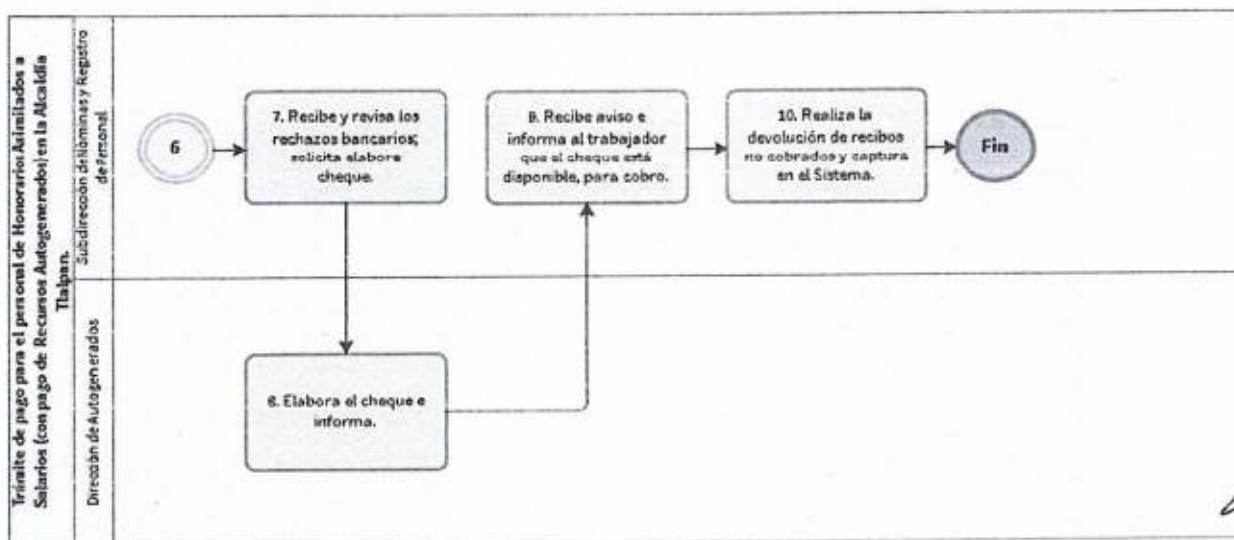 Trámite de pago para el personal de Honorarios Asimilados a
Salarios (con pago de Recursos Autogenerados) en la Alcaldía
Tlalpan.
Subdirección de Nóminas y Registro
de Personal
6
7. Recibe y revisa los
rechazos bancarios;
solicita elabore
cheque.
9. Recibe aviso e
informa al trabajador
que el cheque está
disponible, para cobro.
10. Realiza la
devolución de recibos
no cobrados y captura
en el Sistema.
Fin
Dirección de Autogenerados
8. Elabora el cheque e
informa.